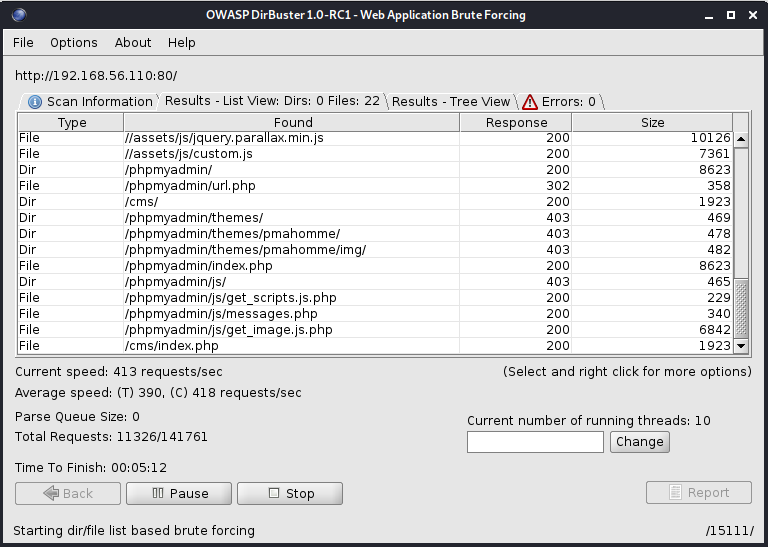 OWASP DirBuster 1.0-RC1 - Web Application Brute Forcing
File Options About Help
http://192.168.56.110:80/
Scan Information Results - List View: Dirs: 0 Files: 22 Results - Tree View Errors: 0
Type Found Response Size
File //assets/js/jquery.parallax.min.js 200 10126
File //assets/js/custom.js 200 7361
Dir /phpmyadmin/ 200 8623
File /phpmyadmin/url.php 302 358
Dir /cms/ 200 1923
Dir /phpmyadmin/themes/ 403 469
Dir /phpmyadmin/themes/pmahomme/ 403 478
Dir /phpmyadmin/themes/pmahomme/img/ 403 482
File /phpmyadmin/index.php 200 8623
Dir /phpmyadmin/js/ 403 465
File /phpmyadmin/js/get_scripts.js.php 200 229
File /phpmyadmin/js/messages.php 200 340
File /phpmyadmin/js/get_image.js.php 200 6842
File /cms/index.php 200 1923
Current speed: 413 requests/sec (Select and right click for more options)
Average speed: (T) 390, (C) 418 requests/sec
Parse Queue Size: 0
Total Requests: 11326/141761
Current number of running threads: 10
Change
Time To Finish: 00:05:12
Back Pause Stop Report
Starting dir/file list based brute forcing /15111/